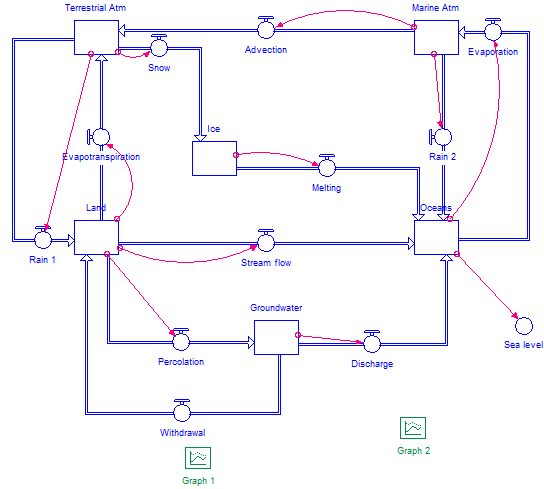 Terrestrial Atm
Marine Atm
Advection
Evaporation
Snow
Ice
Evapotranspiration
Rain 2
Melting
Land
Oceans
Rain 1
Stream flow
Groundwater
Sea level
Percolation
Discharge
Withdrawal
Graph 2
Graph 1